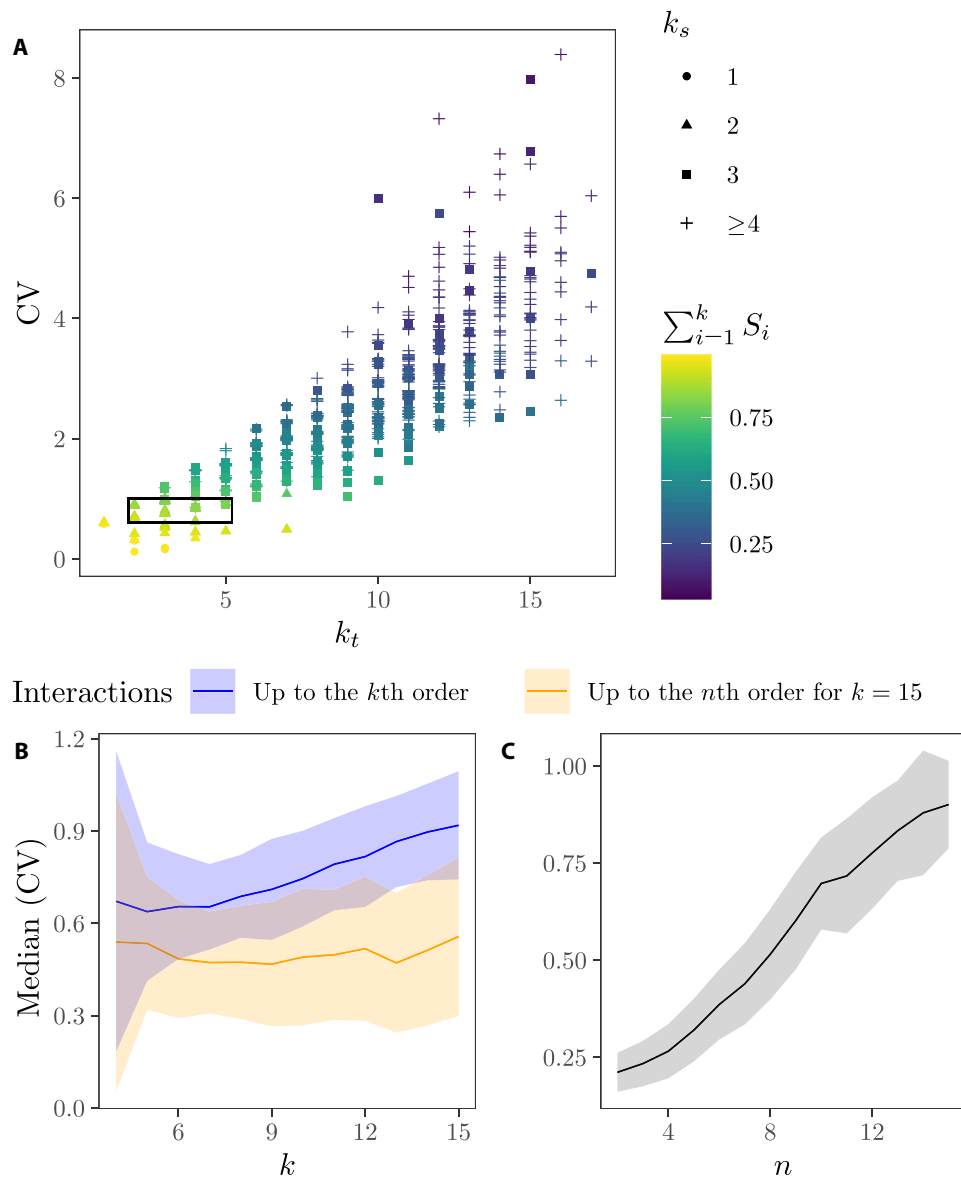 A
8
6
4
2
0
CV
5
10
15
k_t
k_s
1
2
3
≥4
∑_{i−1}^{k} S_i
0.75
0.50
0.25
Interactions
Up to the kth order
Up to the nth order for k = 15
B
1.2
0.9
0.6
0.3
0.0
Median (CV)
6
9
12
15
k
C
1.00
0.75
0.50
0.25
4
8
12
n